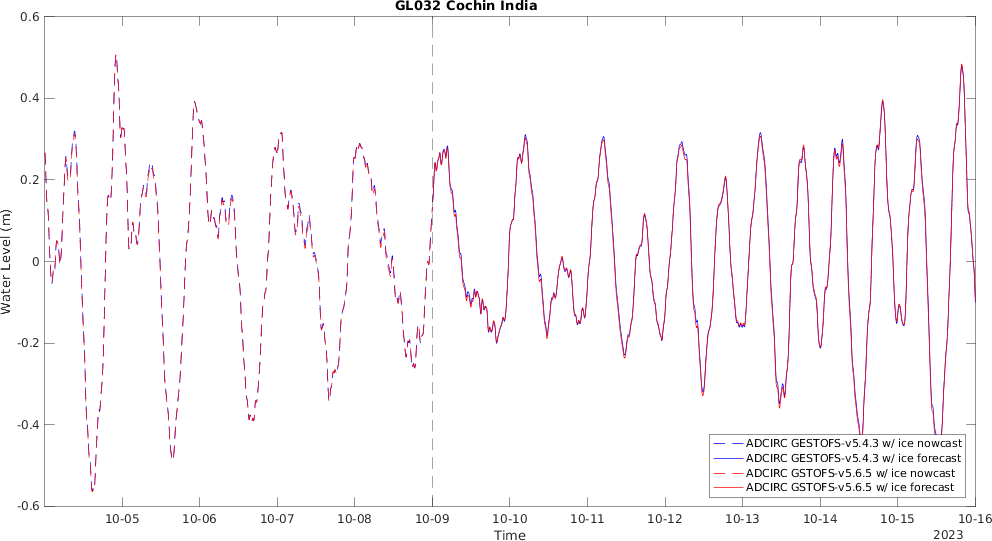 GL032 Cochin India
0.6
0.4
0.2
0
-0.2
-0.4
-0.6
Water Level (m)
ADCIRC GESTOFS-v5.4.3 w/ ice nowcast
ADCIRC GESTOFS-v5.4.3 w/ ice forecast
ADCIRC GSTOFS-v5.6.5 w/ ice nowcast
ADCIRC GSTOFS-v5.6.5 w/ ice forecast
10-05 10-06 10-07 10-08 10-09 10-10 10-11 10-12 10-13 10-14 10-15 10-16
Time
2023